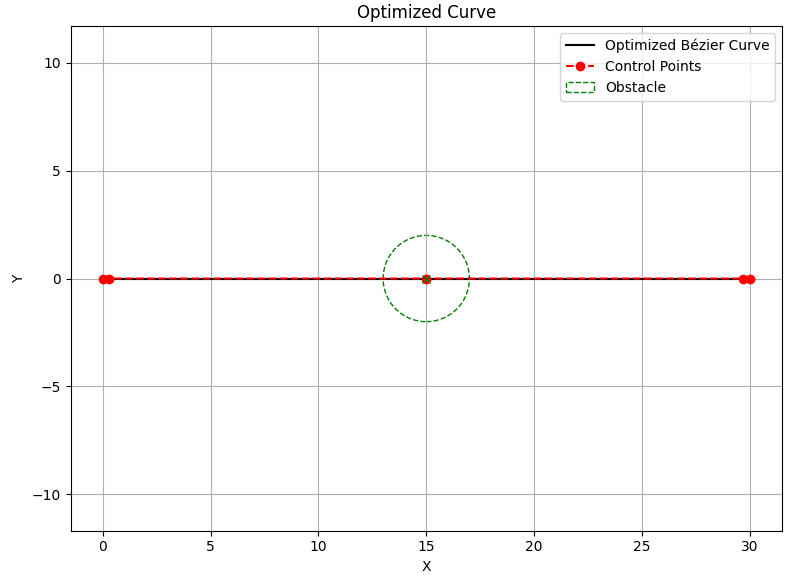 Optimized Curve
Optimized Bézier Curve
Control Points
Obstacle
Y
10
5
0
−5
−10
0 5 10 15 20 25 30
X